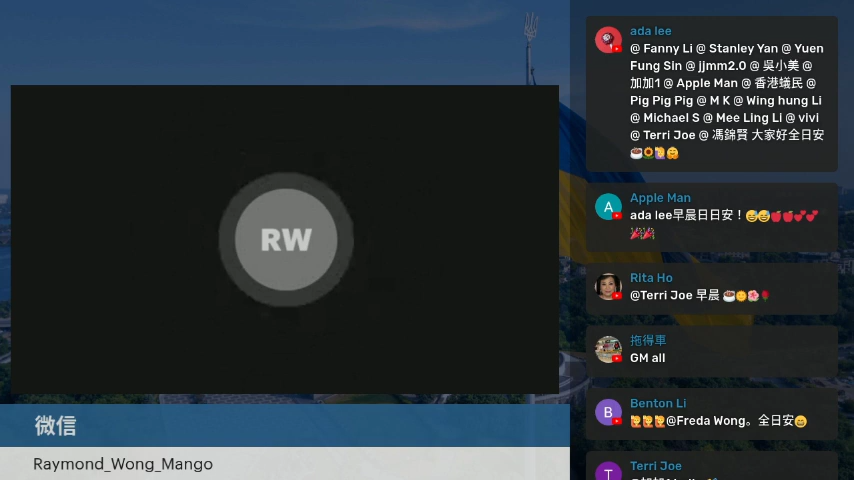 RW
微信
Raymond_Wong_Mango
ada lee
@ Fanny Li @ Stanley Yan @ Yuen
Fung Sin @ jjmm2.0 @ 吳小美 @
加加1 @ Apple Man @ 香港蟻民 @
Pig Pig Pig @ M K @ Wing hung Li
@ Michael S @ Mee Ling Li @ vivi
@ Terri Joe @ 馮錦賢 大家好全日安
☕🌻🙋🤗
A
Apple Man
ada lee早晨日日安！😅😅🍎🍎💕💕
🎉🎉
Rita Ho
@Terri Joe 早晨 ☕🌞🌸🌹
拖得車
GM all
B
Benton Li
🙋🙋🙋@Freda Wong。全日安😄
T
Terri Joe